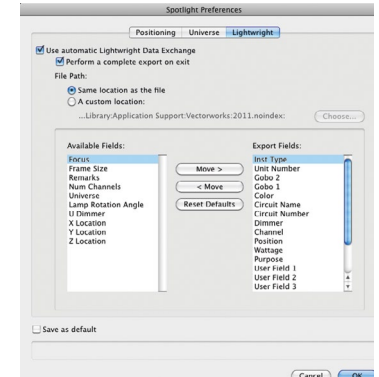 Spotlight Preferences
Positioning Universe Lightwright
Use automatic Lightwright Data Exchange
Perform a complete export on exit
File Path:
Same location as the file
A custom location:
...Library:Application Support:Vectorworks:2011.noindex:
Choose...
Available Fields:
Focus
Frame Size
Remarks
Num Channels
Universe
Lamp Rotation Angle
U Dimmer
X Location
Y Location
Z Location
Move >
< Move
Reset Defaults
Export Fields:
Inst Type
Unit Number
Gobo 2
Gobo 1
Color
Circuit Name
Circuit Number
Dimmer
Channel
Position
Wattage
Purpose
User Field 1
User Field 2
User Field 3
Save as default
Cancel OK